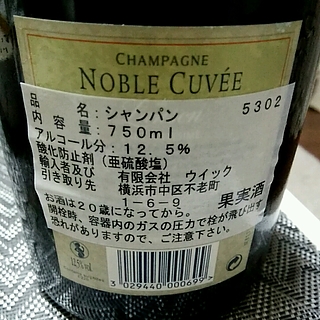 CHAMPAGNE
NOBLE CUVÉE
5302
品 名:シャンパン
内 容 量:750ml
アルコール分:12.5%
酸化防止剤(亜硫酸塩)
輸入者及び 有限会社 ウイック
引き取り先 横浜市中区不老町
1-6-9 果実酒
お酒は20歳になってから。
開栓時、容器内のガスの圧力で栓が飛び出す
恐れがありますので、ご注意下さい。
3 029440 000699 >